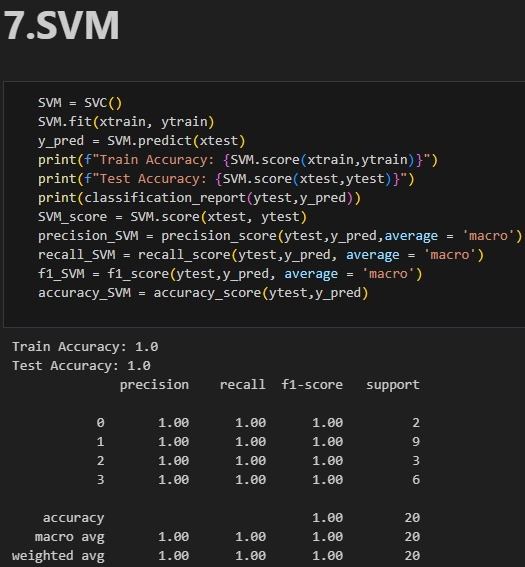 7.SVM
SVM = SVC()
SVM.fit(xtrain, ytrain)
y_pred = SVM.predict(xtest)
print(f"Train Accuracy: {SVM.score(xtrain,ytrain)}")
print(f"Test Accuracy: {SVM.score(xtest,ytest)}")
print(classification_report(ytest,y_pred))
SVM_score = SVM.score(xtest, ytest)
precision_SVM = precision_score(ytest,y_pred,average = 'macro')
recall_SVM = recall_score(ytest,y_pred, average = 'macro')
f1_SVM = f1_score(ytest,y_pred, average = 'macro')
accuracy_SVM = accuracy_score(ytest,y_pred)
Train Accuracy: 1.0
Test Accuracy: 1.0
precision recall f1-score support
0 1.00 1.00 1.00 2
1 1.00 1.00 1.00 9
2 1.00 1.00 1.00 3
3 1.00 1.00 1.00 6
accuracy 1.00 20
macro avg 1.00 1.00 1.00 20
weighted avg 1.00 1.00 1.00 20